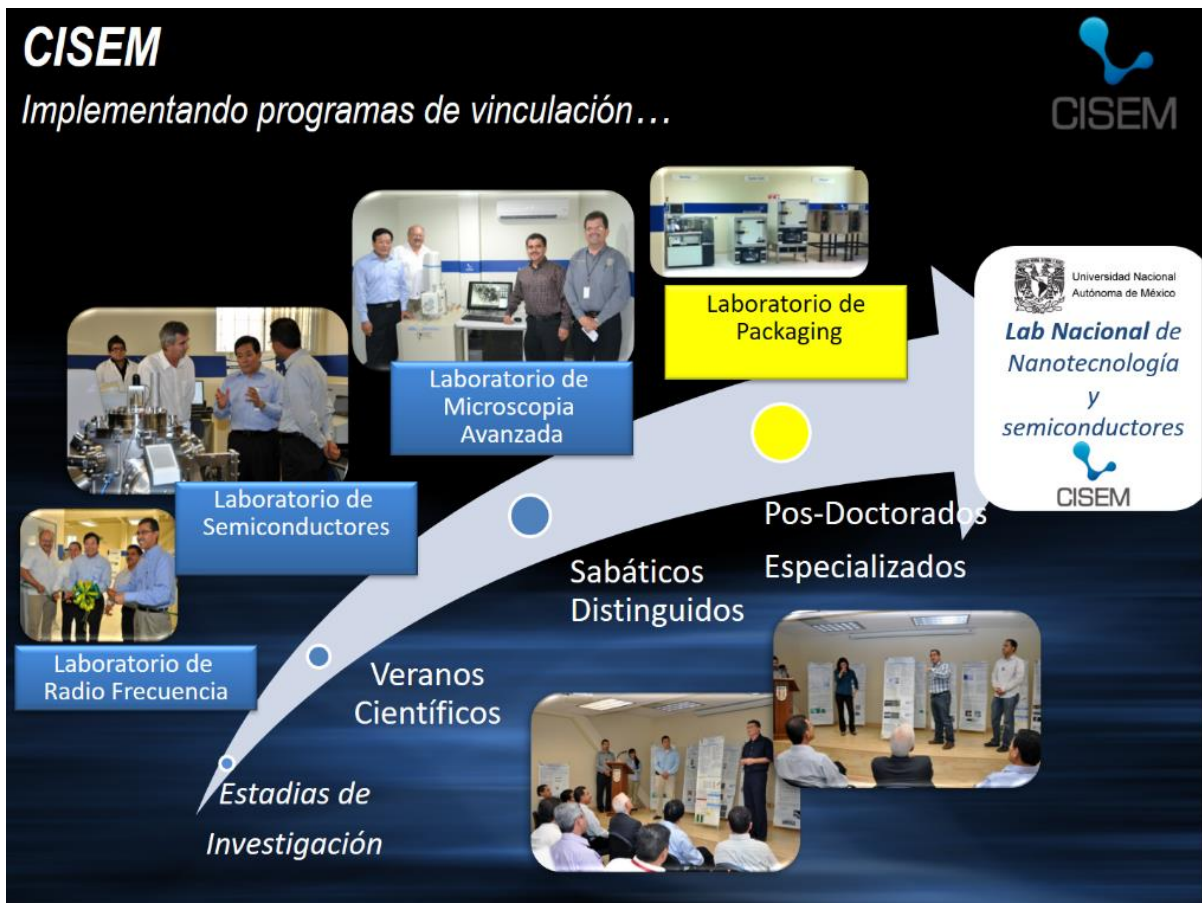 CISEM
Implementando programas de vinculación...
CISEM
Laboratorio de
Packaging
Universidad Nacional
Autónoma de México
Lab Nacional de
Nanotecnología
y
semiconductores
CISEM
Laboratorio de
Microscopia
Avanzada
Laboratorio de
Semiconductores
Pos-Doctorados
Especializados
Sabáticos
Distinguidos
Laboratorio de
Radio Frecuencia
Veranos
Científicos
Estadias de
Investigación